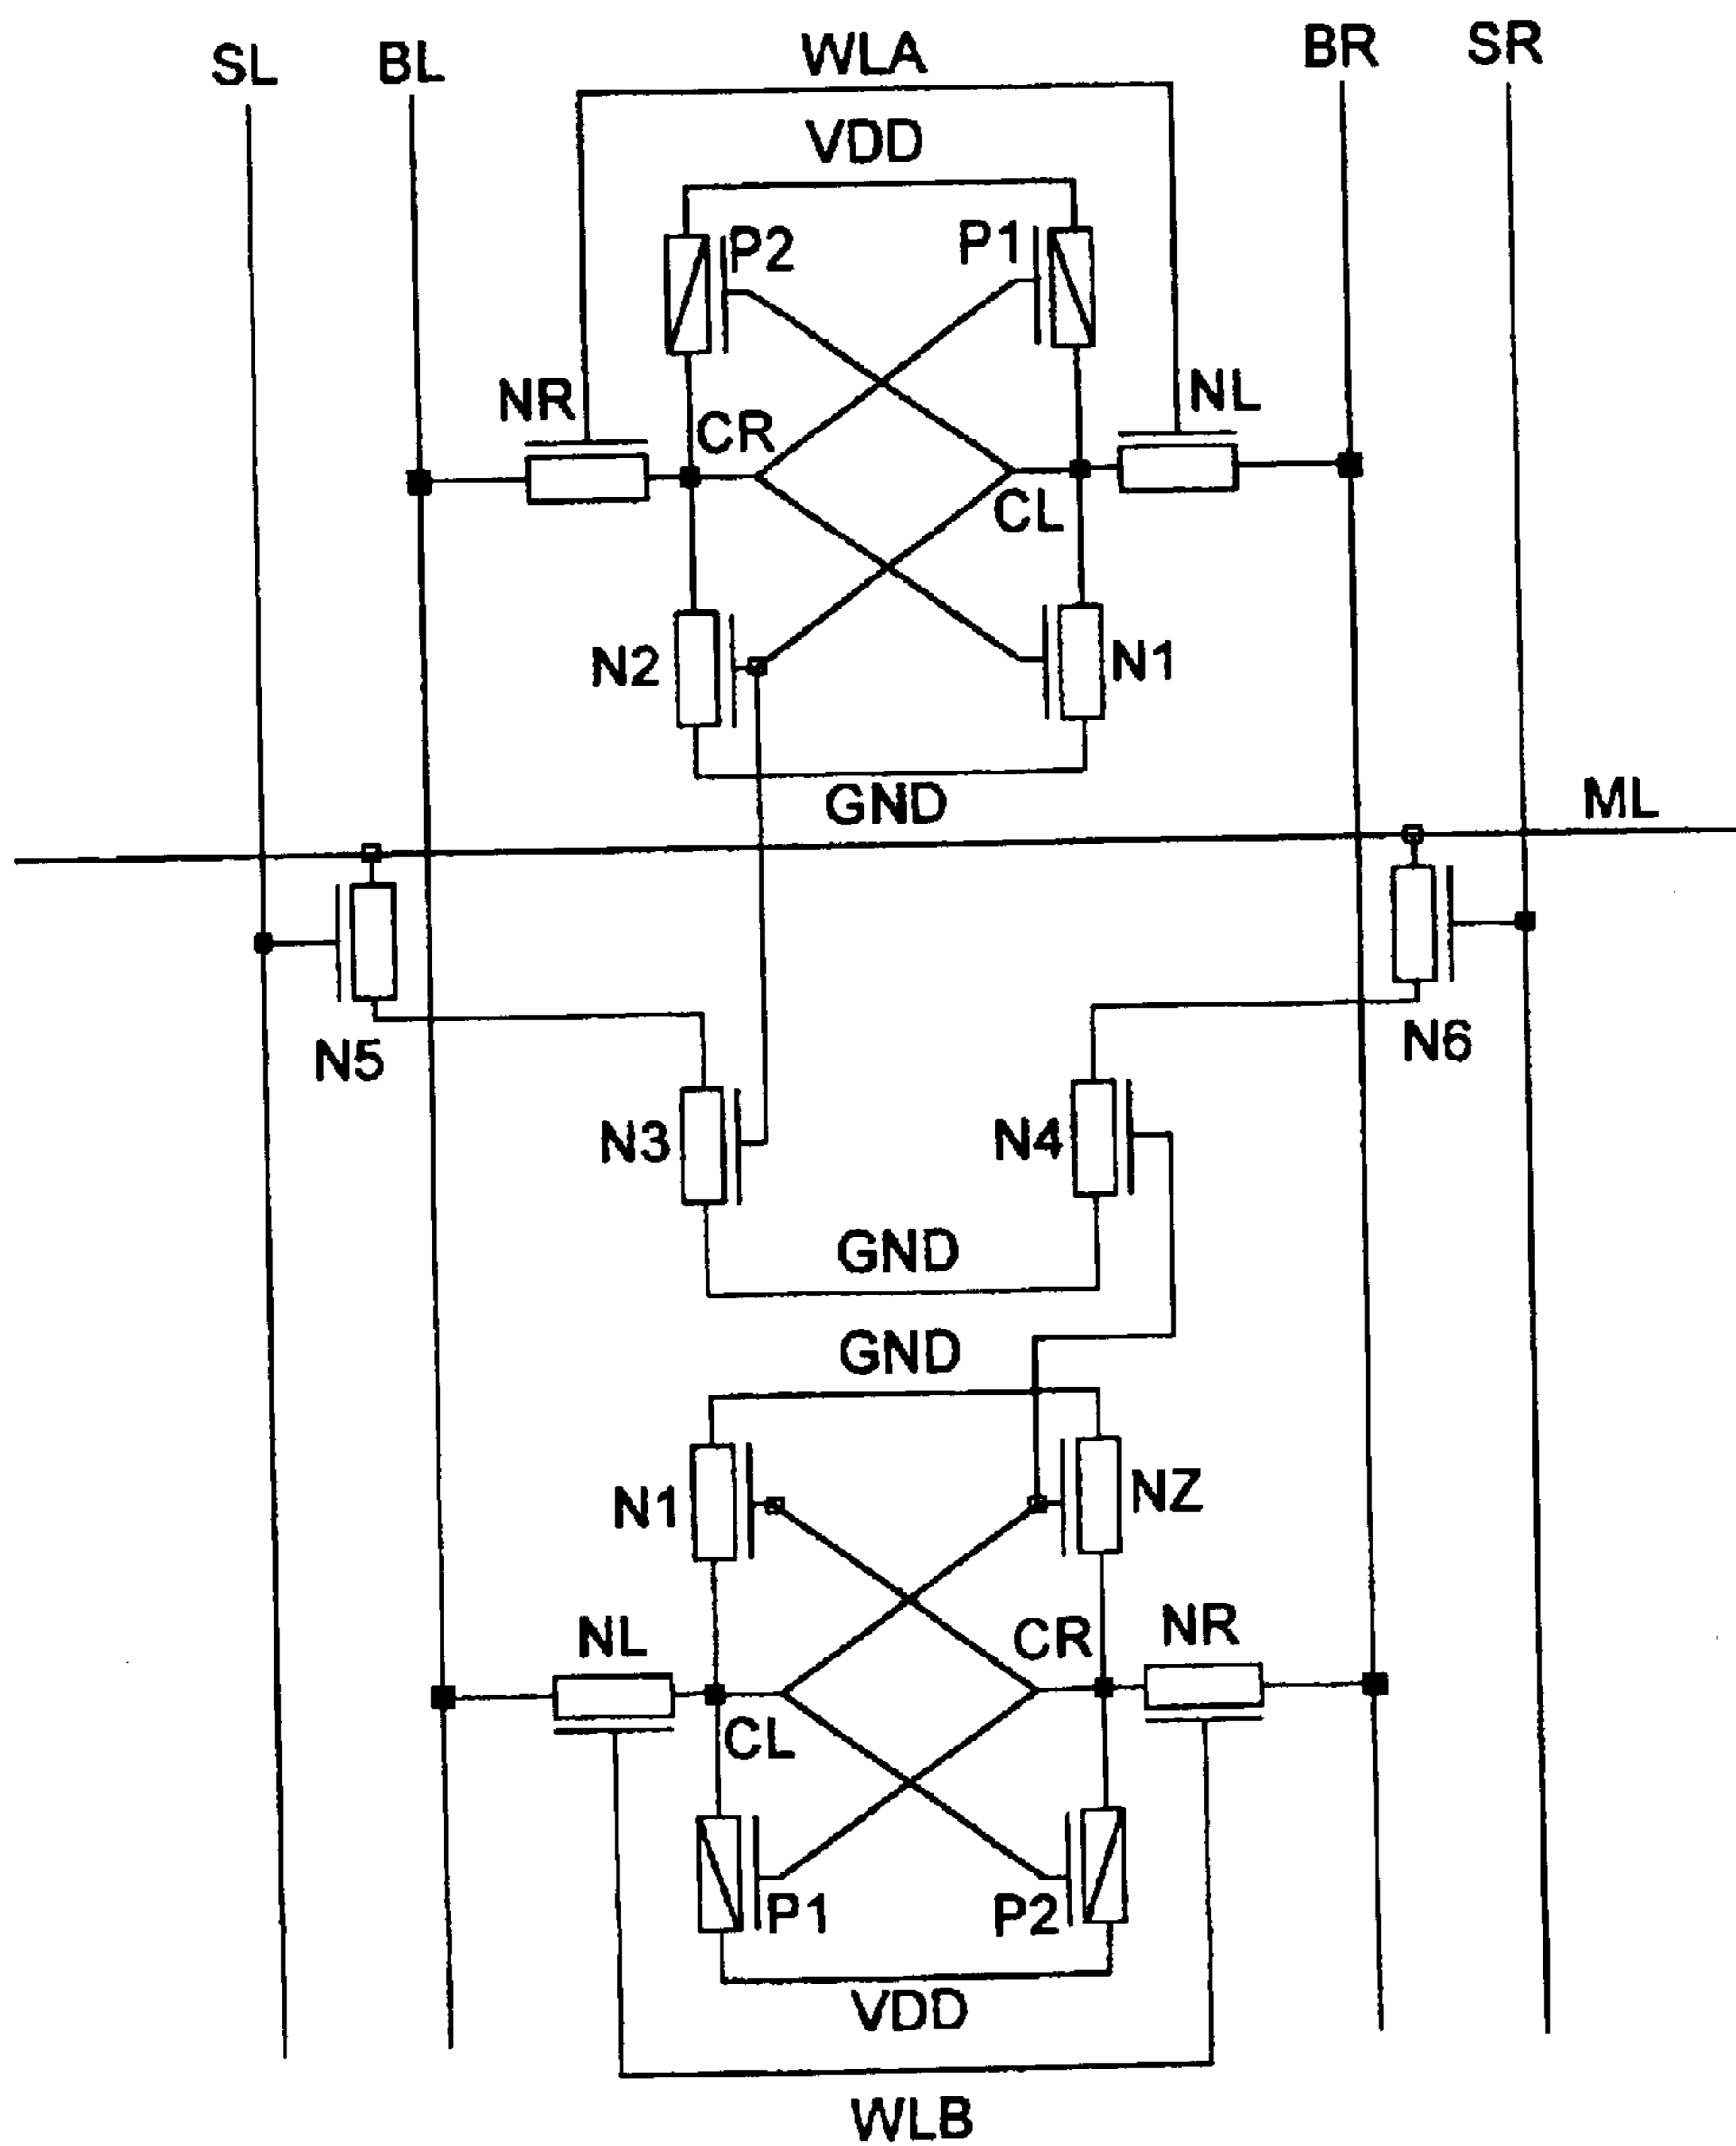 SL
BL
WLA
BR
SR
VDD
P2
P1
NR
NL
CR
CL
N2
N1
GND
ML
N5
N6
N3
N4
GND
GND
N1
NZ
NL
CR
NR
CL
P1
P2
VDD
WLB